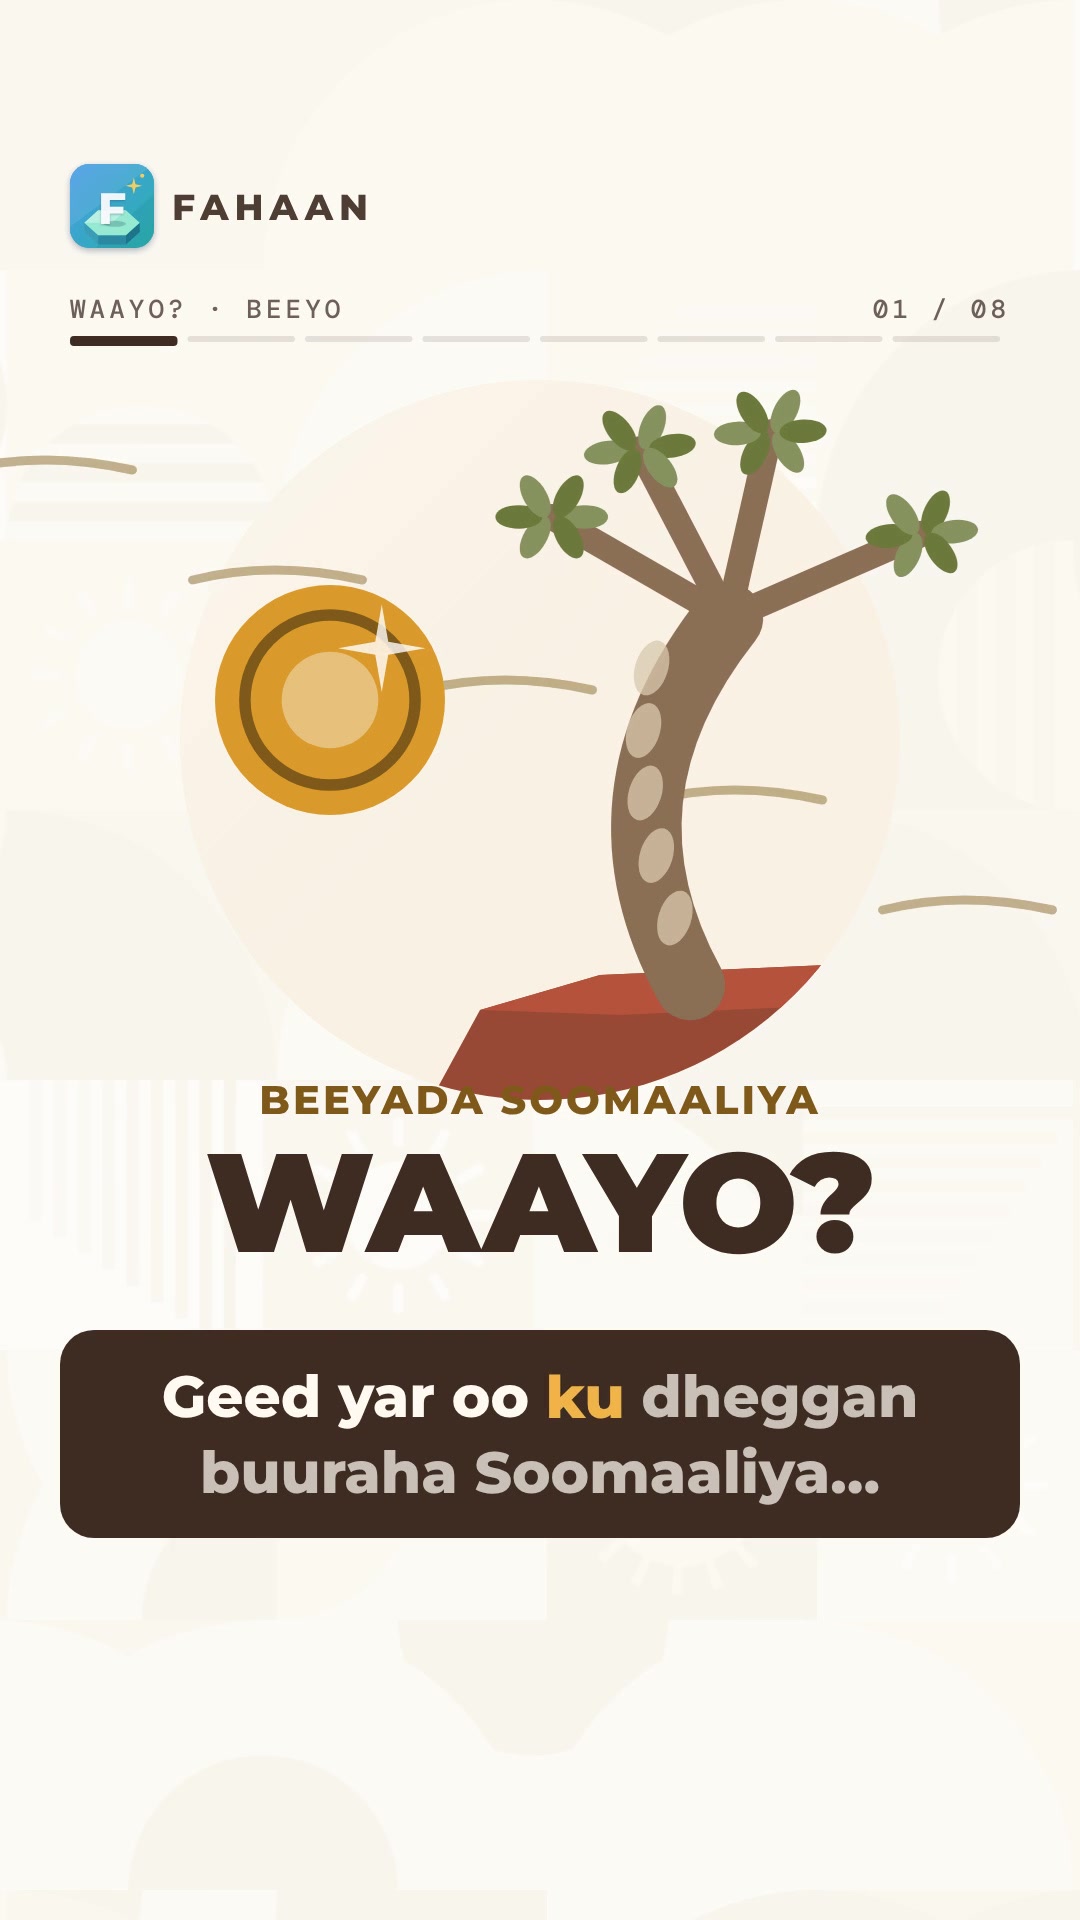 F
FAHAAN
WAAYO? · BEEYO
01 / 08
BEEYADA SOOMAALIYA
WAAYO?
Geed yar oo ku dheggan
buuraha Soomaaliya...